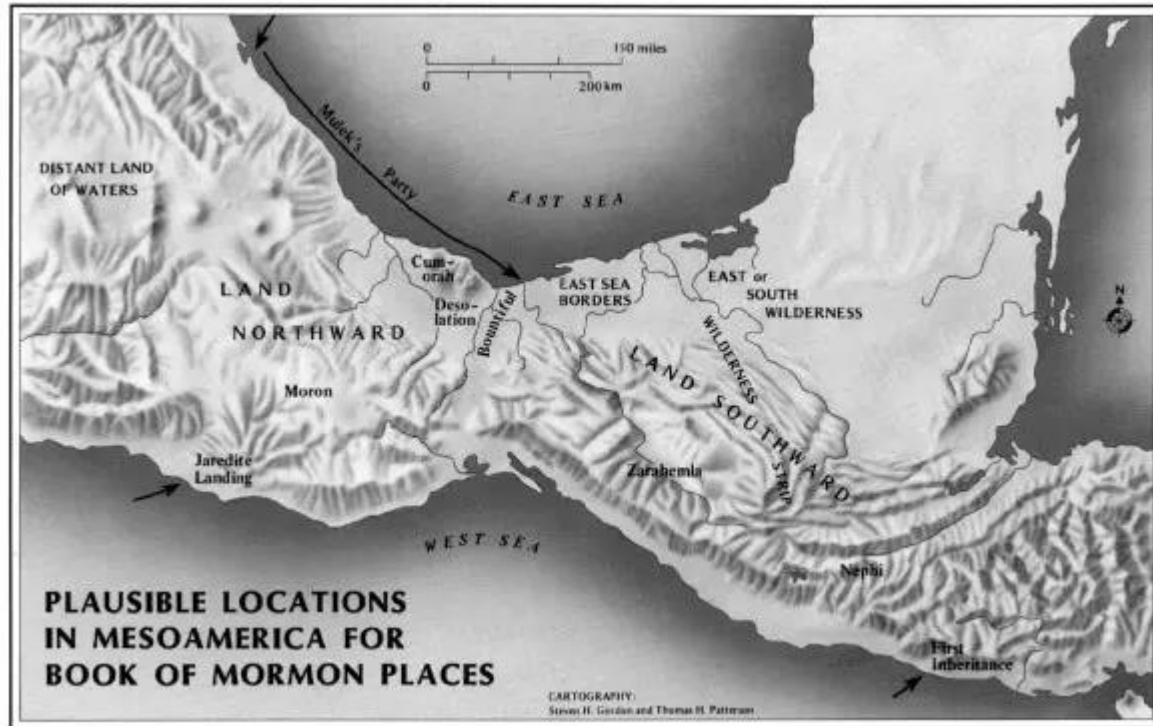 0 150 miles
0 200 km
Mulek's
Party
DISTANT LAND
OF WATERS
EAST SEA
Cum-
orah
LAND
NORTHWARD
Deso-
lation
Bountiful
EAST SEA
BORDERS
EAST or
SOUTH
WILDERNESS
N
WILDERNESS
STRIP
LAND SOUTHWARD
Moron
Jaredite
Landing
Zarahemla
WEST SEA
Nephi
First
Inheritance
PLAUSIBLE LOCATIONS
IN MESOAMERICA FOR
BOOK OF MORMON PLACES
CARTOGRAPHY:
Steven H. Gordon and Thomas H. Patterson